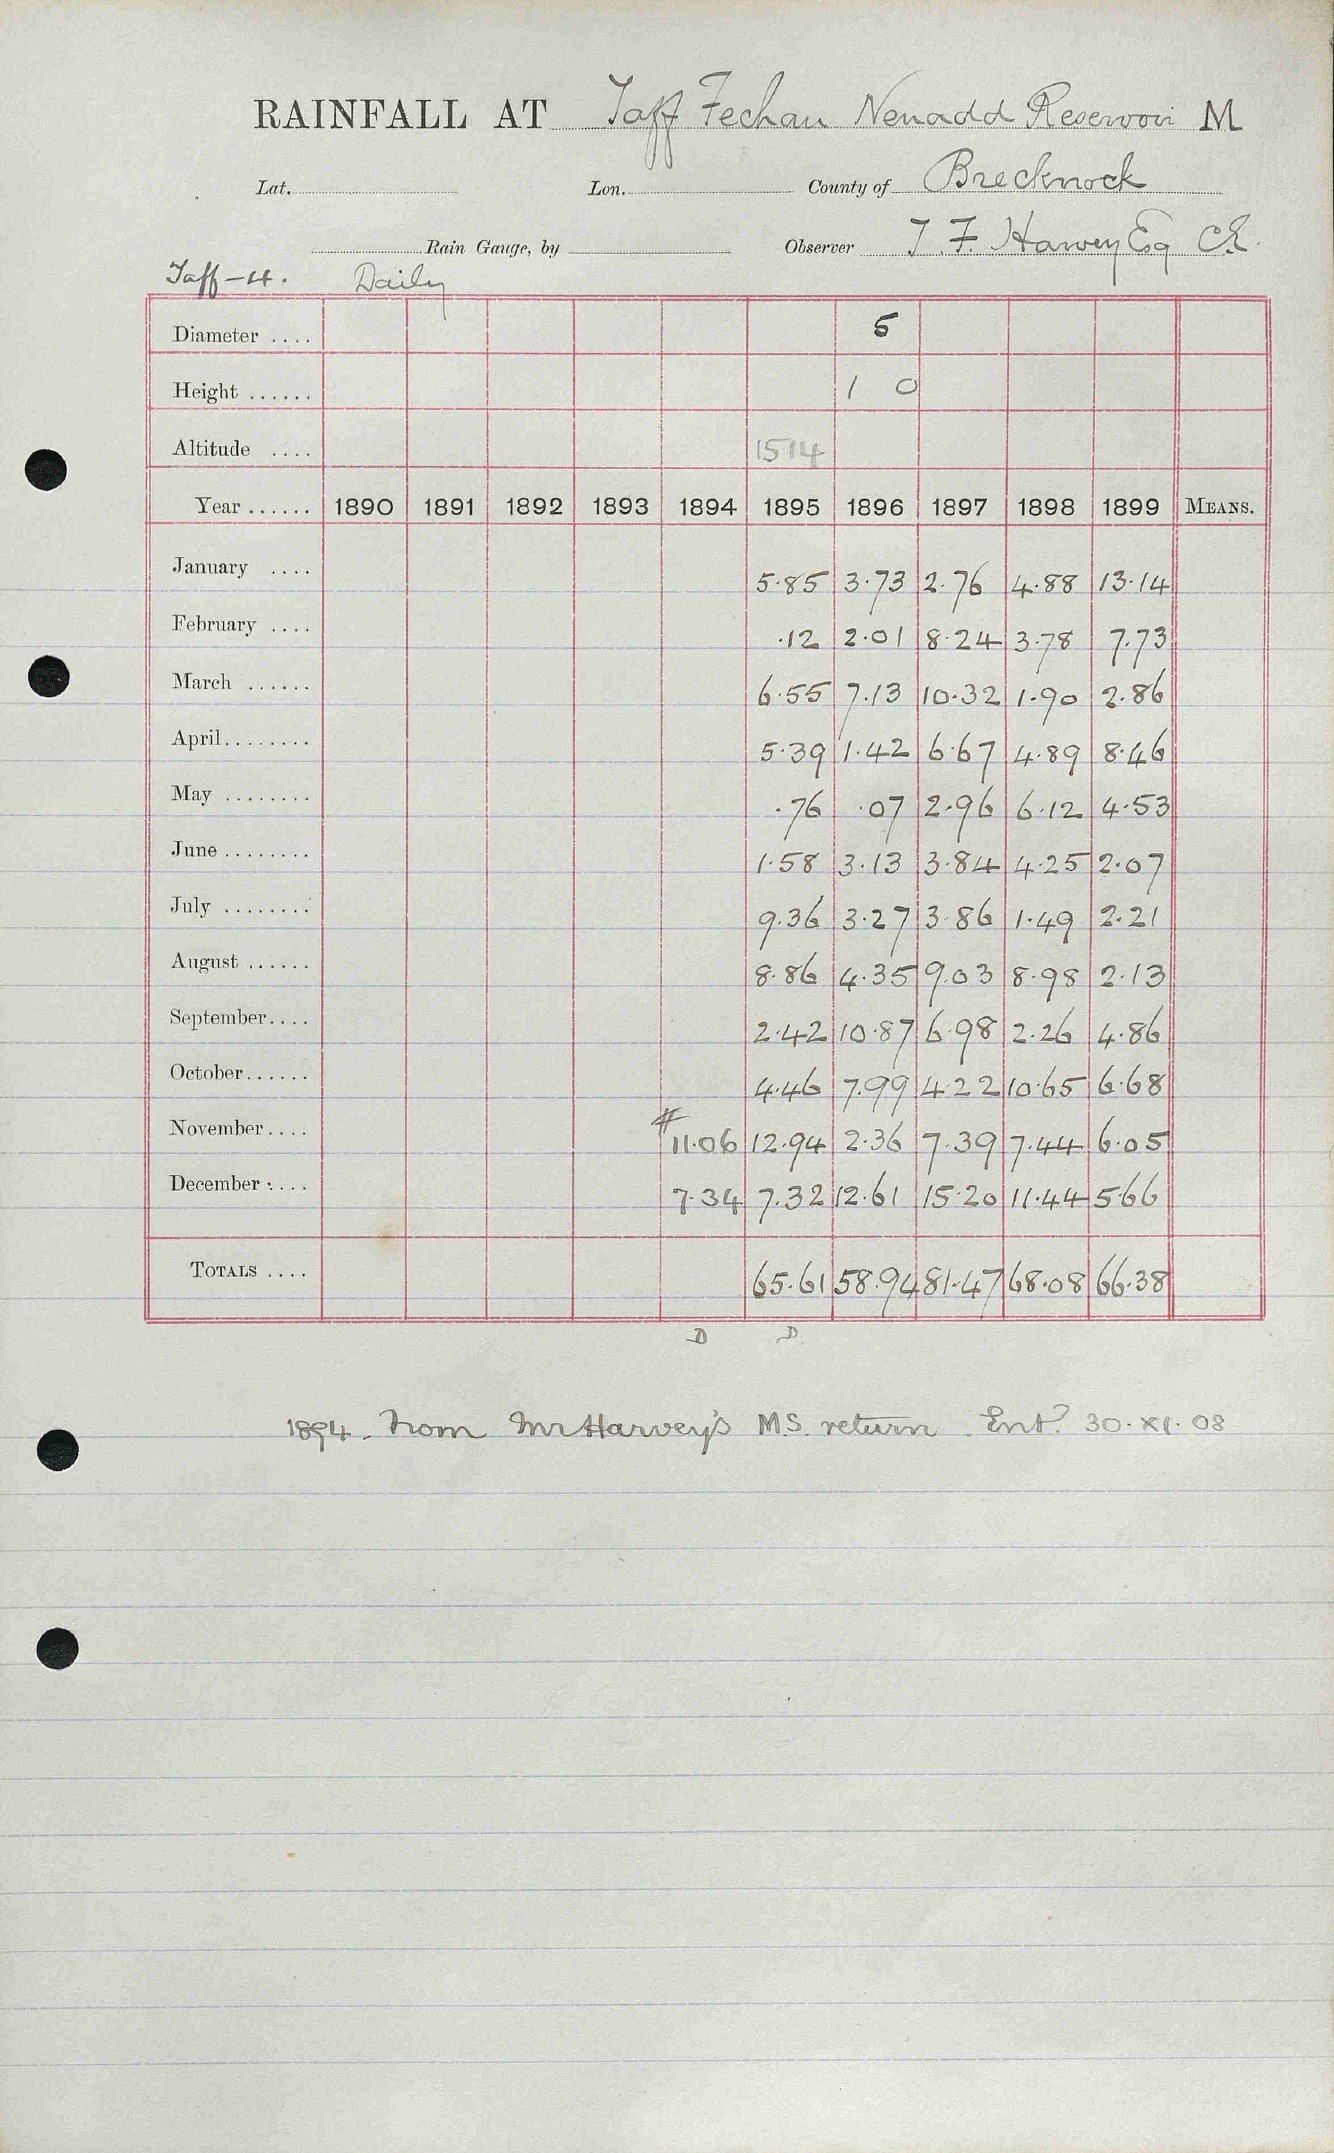 RAINFALL AT Taff Fechan Nenadd Reservoir M
Lat. Lon. County of Brecknock
Rain Gauge, by Observer T. F. Harvey Esq C.E.
Taff-4. Daily
Diameter .... 5
Height ...... 1 0
Altitude .... 1514
Year ...... 1890 1891 1892 1893 1894 1895 1896 1897 1898 1899 MEANS.
January .... 5.85 3.73 2.76 4.88 13.14
February .... .12 2.01 8.24 3.78 7.73
March ...... 6.55 7.13 10.32 1.90 2.86
April........ 5.39 1.42 6.67 4.89 8.46
May ........ .76 .07 2.96 6.12 4.53
June ........ 1.58 3.13 3.84 4.25 2.07
July ........ 9.36 3.27 3.86 1.49 2.21
August ...... 8.86 4.35 9.03 8.98 2.13
September.... 2.42 10.87 6.98 2.26 4.86
October...... 4.46 7.99 4.22 10.65 6.68
November.... # 11.06 12.94 2.36 7.39 7.44 6.05
December .... 7.34 7.32 12.61 15.20 11.44 5.66
TOTALS .... 65.61 58.94 81.47 68.08 66.38
D D
1894. From Mr Harvey's M.S. return. Entd 30.XI.08